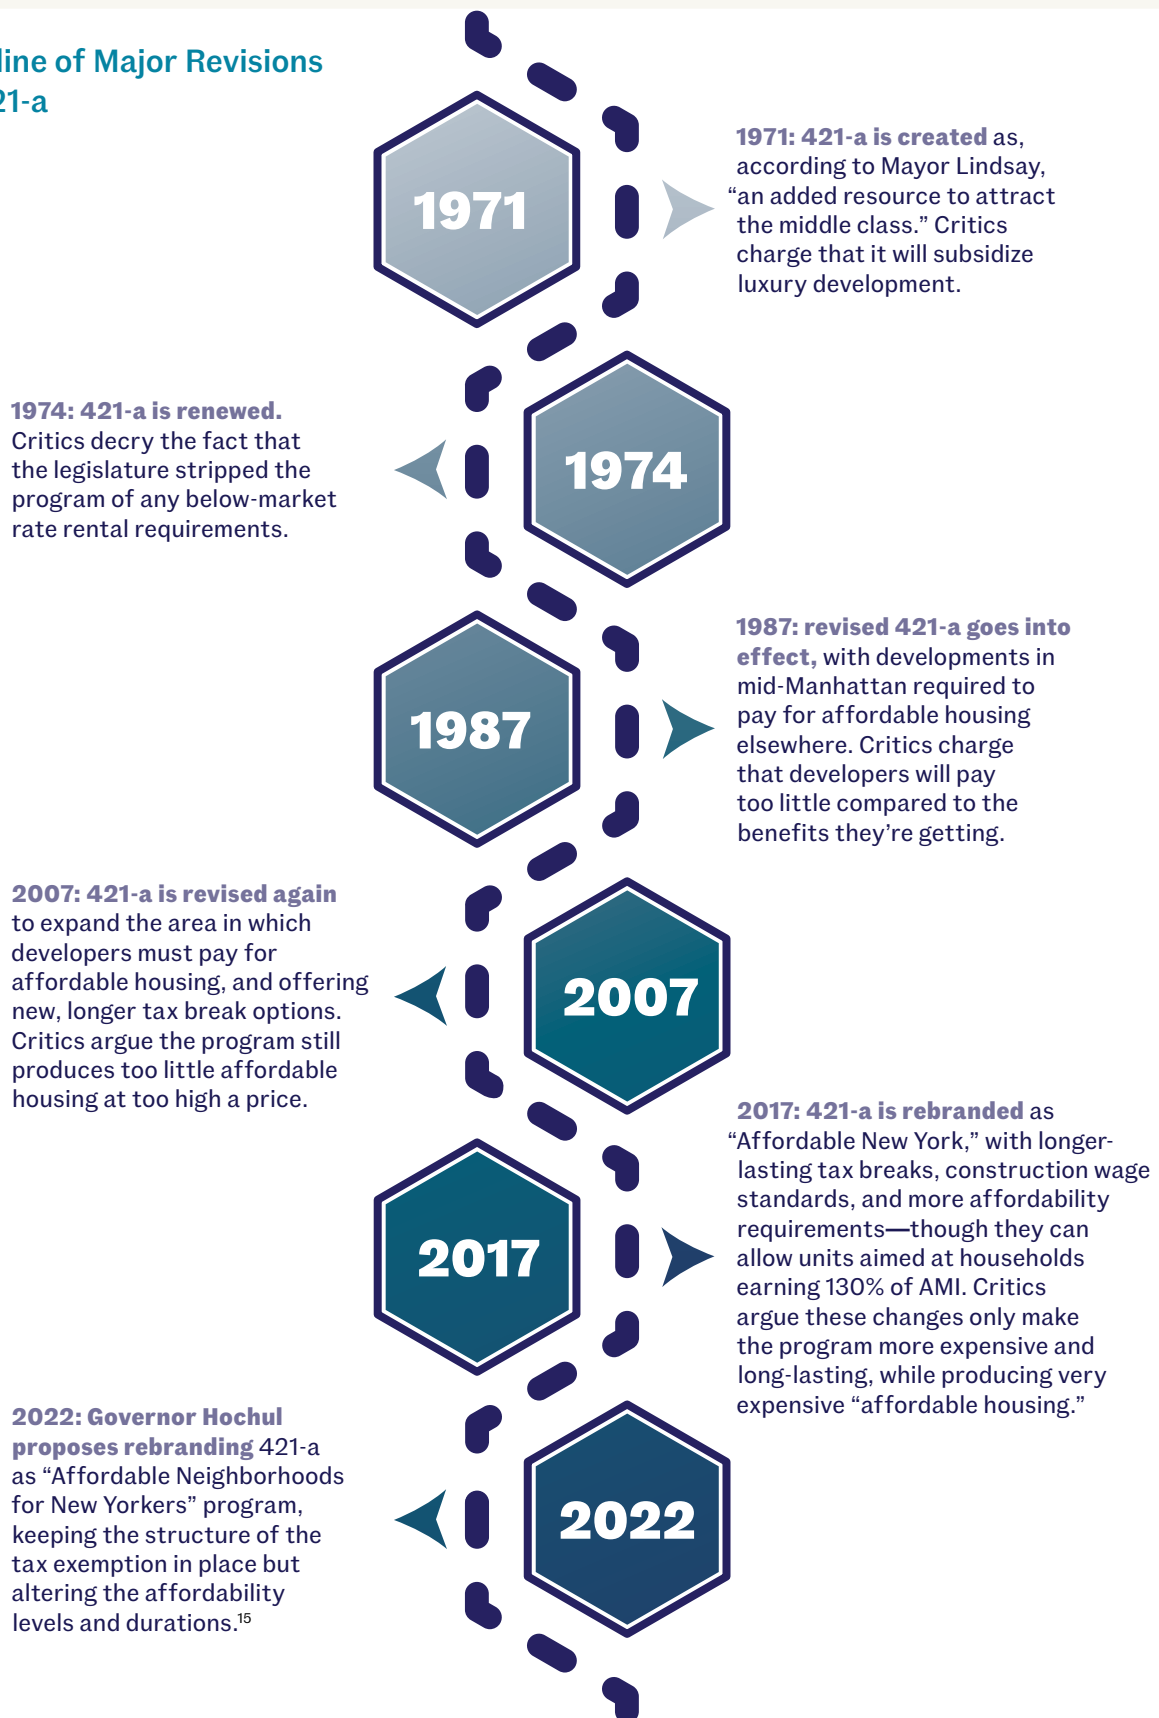 line of Major Revisions
21-a
1971
1971: 421-a is created as,
according to Mayor Lindsay,
“an added resource to attract
the middle class.” Critics
charge that it will subsidize
luxury development.
1974: 421-a is renewed.
Critics decry the fact that
the legislature stripped the
program of any below-market
rate rental requirements.
1974
1987
1987: revised 421-a goes into
effect, with developments in
mid-Manhattan required to
pay for affordable housing
elsewhere. Critics charge
that developers will pay
too little compared to the
benefits they’re getting.
2007: 421-a is revised again
to expand the area in which
developers must pay for
affordable housing, and offering
new, longer tax break options.
Critics argue the program still
produces too little affordable
housing at too high a price.
2007
2017
2017: 421-a is rebranded as
“Affordable New York,” with longer-
lasting tax breaks, construction wage
standards, and more affordability
requirements—though they can
allow units aimed at households
earning 130% of AMI. Critics
argue these changes only make
the program more expensive and
long-lasting, while producing very
expensive “affordable housing.”
2022: Governor Hochul
proposes rebranding 421-a
as “Affordable Neighborhoods
for New Yorkers” program,
keeping the structure of the
tax exemption in place but
altering the affordability
levels and durations.15
2022